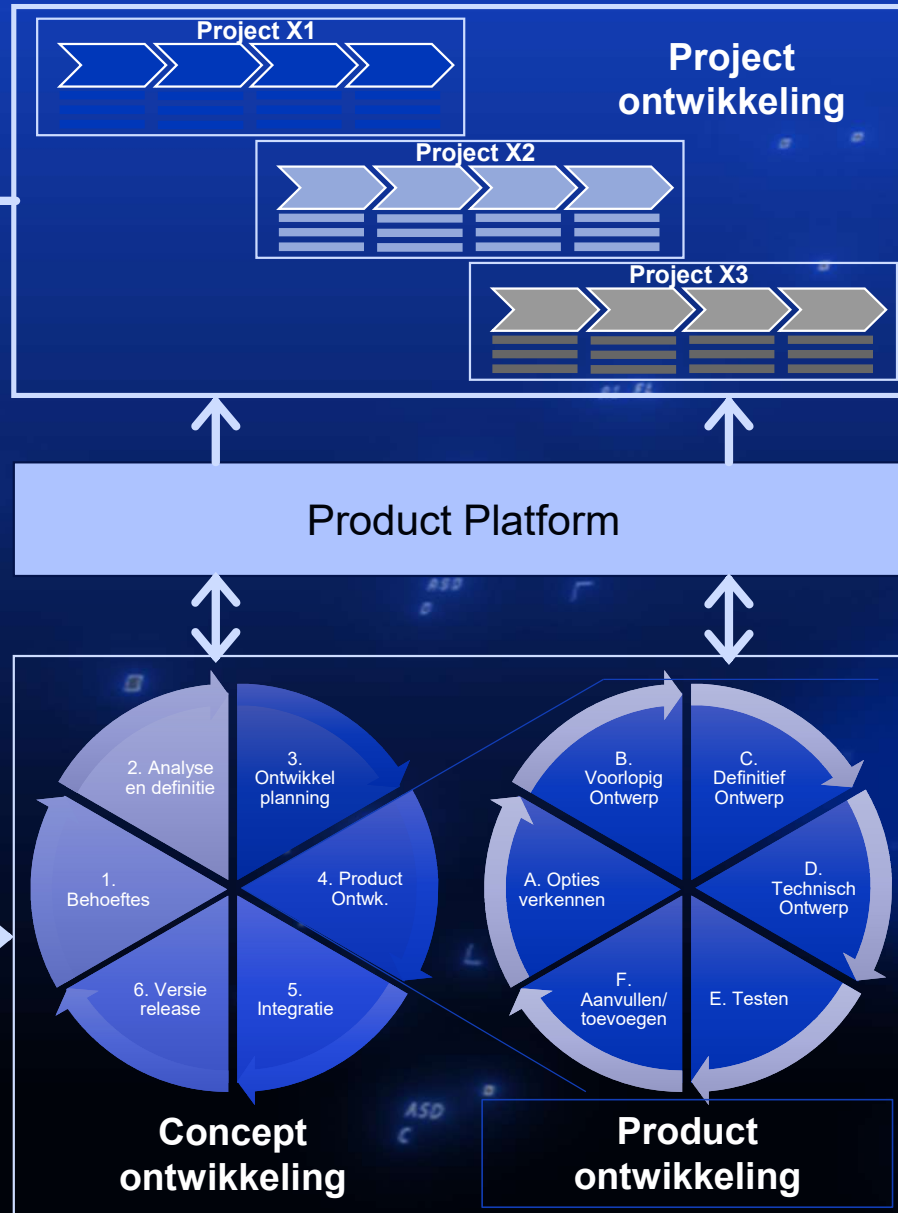 Project X1
Project
ontwikkeling
Project X2
Project X3
Product Platform
ASD
D
2. Analyse
en definitie
3.
Ontwikkel
planning
1.
Behoeftes
4. Product
Ontwk.
6. Versie
release
5.
Integratie
B.
Voorlopig
Ontwerp
C.
Definitief
Ontwerp
A. Opties
verkennen
D.
Technisch
Ontwerp
F.
Aanvullen/
toevoegen
E. Testen
ASD
C
Concept
ontwikkeling
Product
ontwikkeling